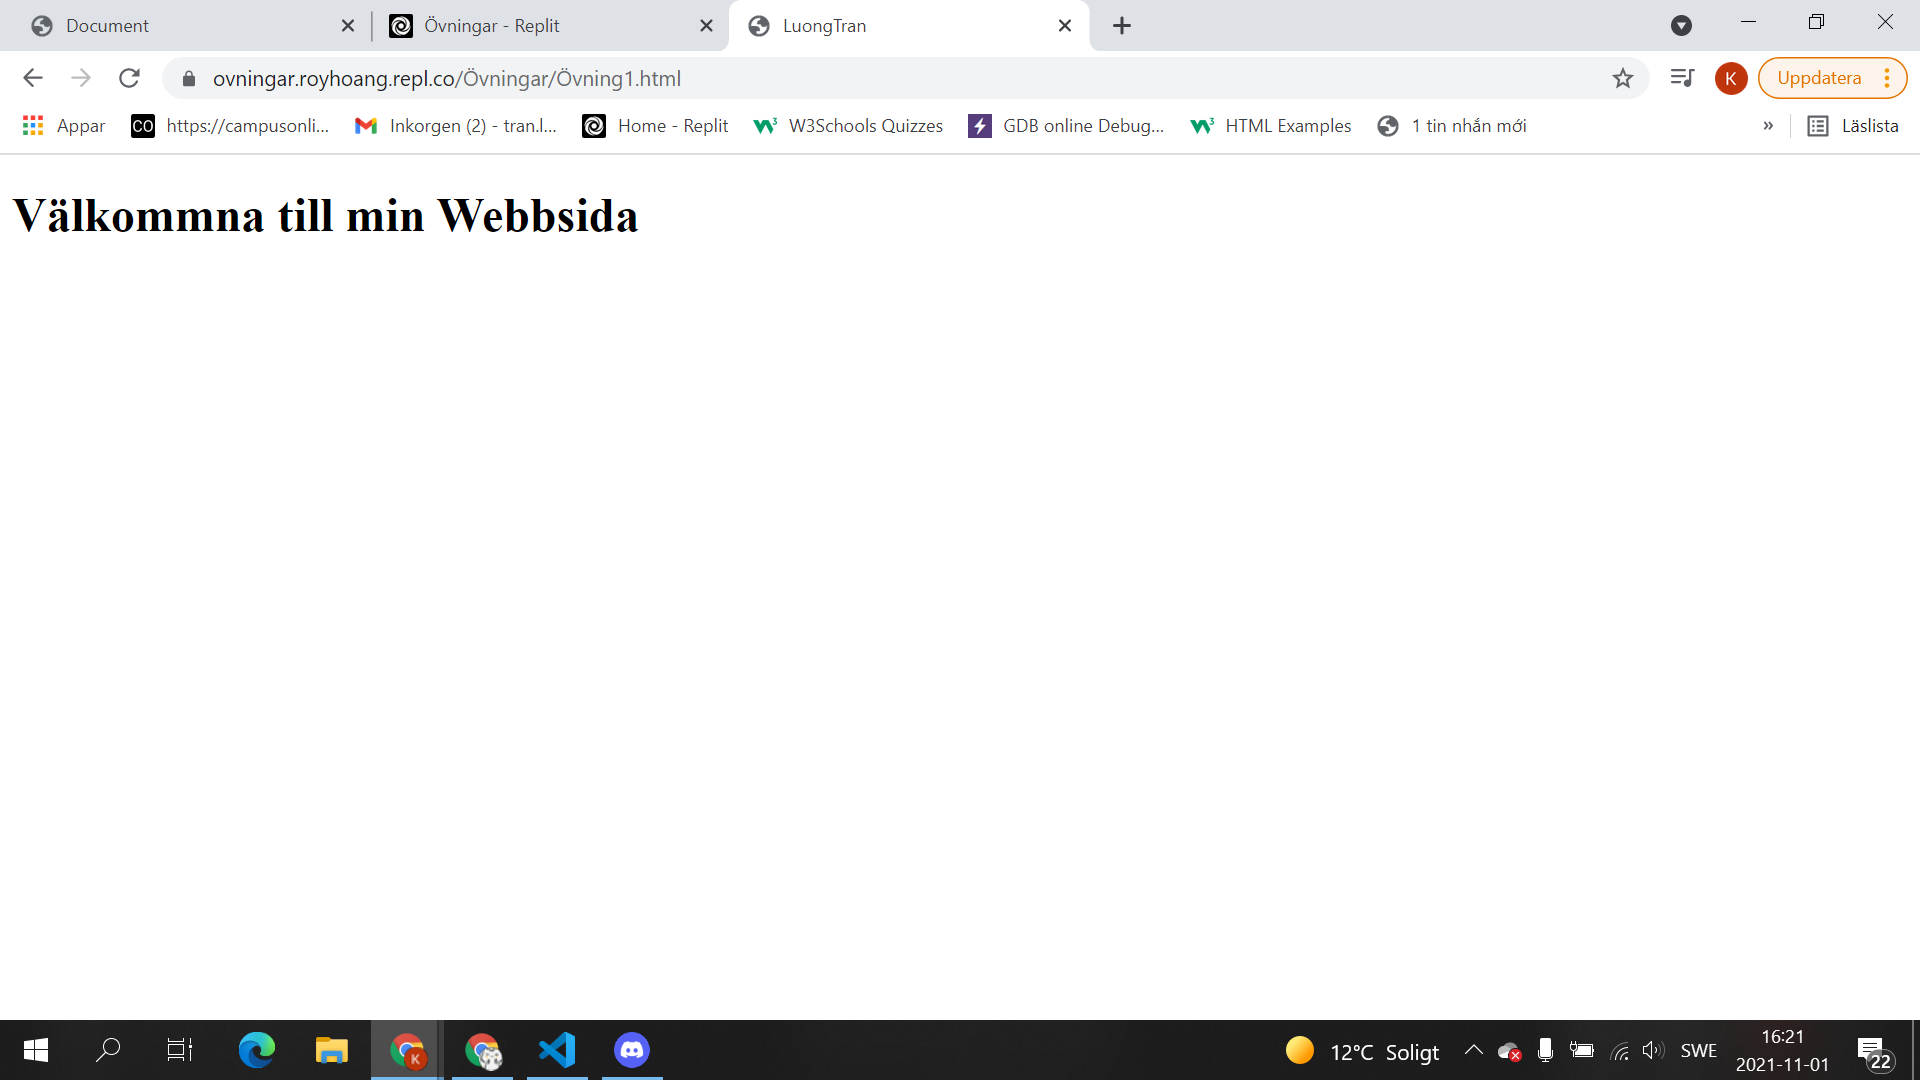 Document
Övningar - Replit
LuongTran
ovningar.royhoang.repl.co/Övningar/Övning1.html
K
Uppdatera
Appar
CO
https://campusonli...
Inkorgen (2) - tran.l...
Home - Replit
W3Schools Quizzes
GDB online Debug...
HTML Examples
1 tin nhắn mới
»
Läslista
Välkommna till min Webbsida
K
12°C Soligt
SWE
16:21
2021-11-01
22